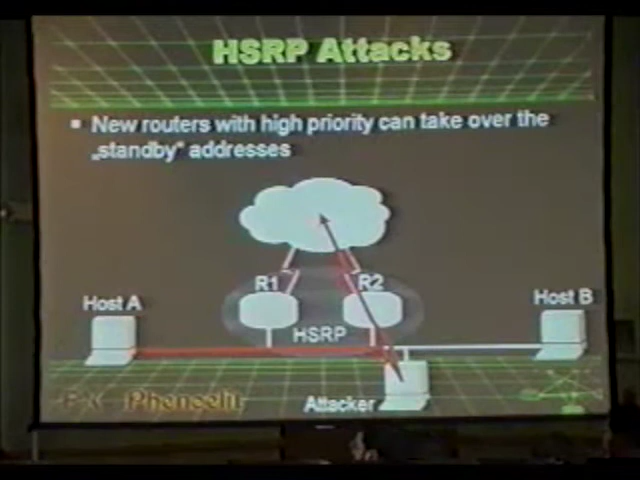 HSRP Attacks
▪ New routers with high priority can take over the
„standby“ addresses
R1
R2
Host A
Host B
HSRP
FX
Phenoelit
Attacker